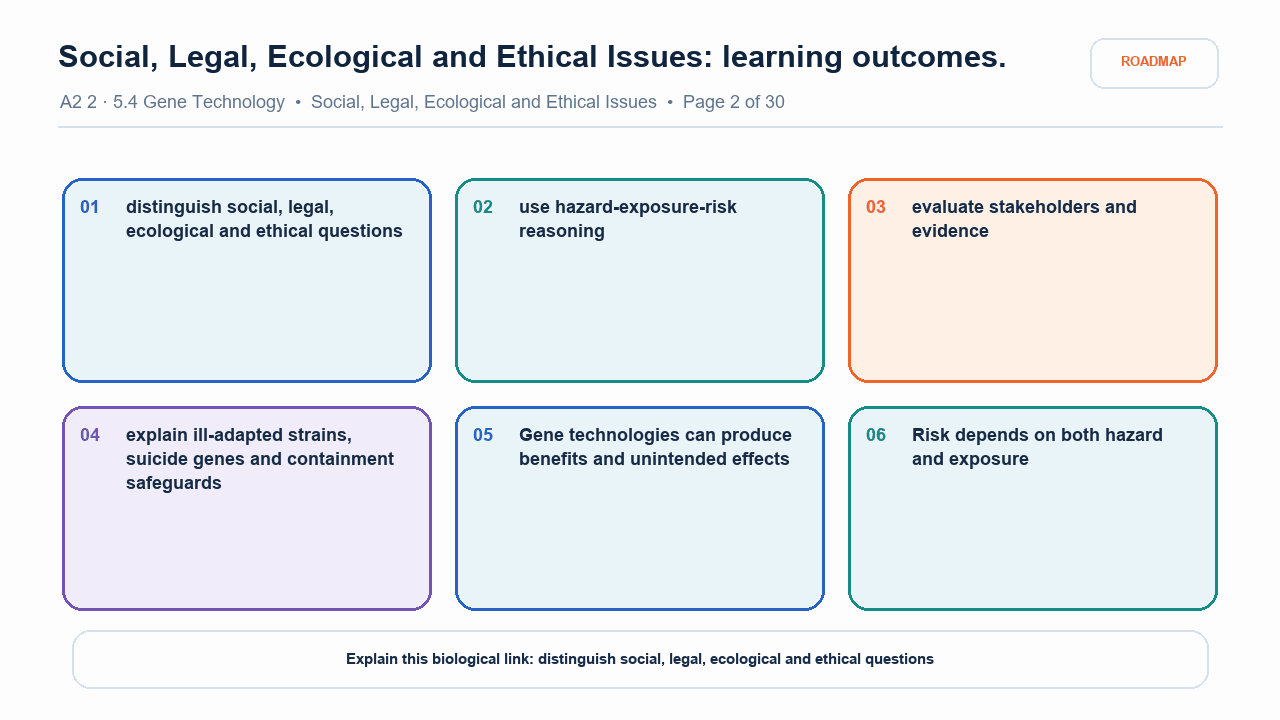 Social, Legal, Ecological and Ethical Issues: learning outcomes.
ROADMAP
A2 2 · 5.4 Gene Technology • Social, Legal, Ecological and Ethical Issues • Page 2 of 30
01 distinguish social, legal,
ecological and ethical questions
02 use hazard-exposure-risk
reasoning
03 evaluate stakeholders and
evidence
04 explain ill-adapted strains,
suicide genes and containment
safeguards
05 Gene technologies can produce
benefits and unintended effects
06 Risk depends on both hazard
and exposure
Explain this biological link: distinguish social, legal, ecological and ethical questions